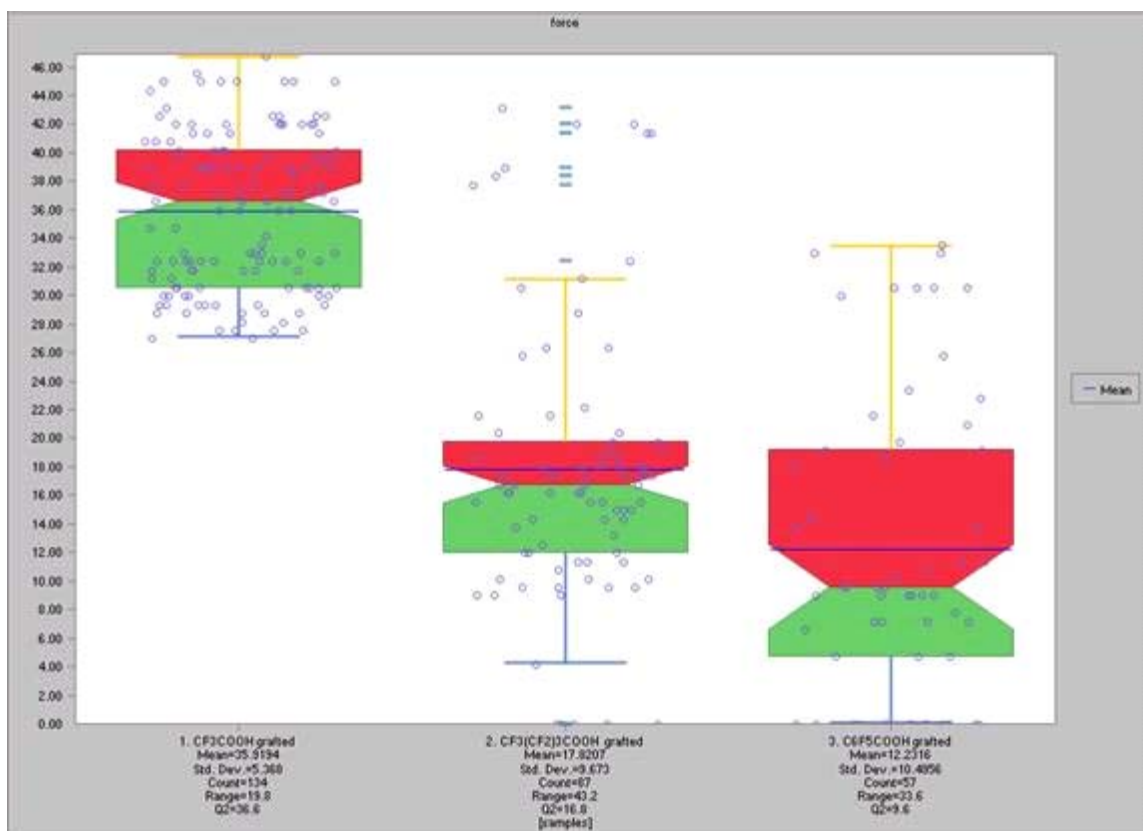 force
46.00
44.00
42.00
40.00
38.00
36.00
34.00
32.00
30.00
28.00
26.00
24.00
22.00
20.00
18.00
16.00
14.00
12.00
10.00
8.00
6.00
4.00
2.00
0.00
Mean
1. CF3COOH grafted
Mean=35.9194
Std. Dev.=5.368
Count=134
Range=19.8
Q2=36.6
2. CF3(CF2)3COOH grafted
Mean=17.8207
Std. Dev.=9.673
Count=87
Range=43.2
Q2=16.8
[samples]
3. C6F5COOH grafted
Mean=12.2316
Std. Dev.=10.4856
Count=57
Range=33.6
Q2=9.6